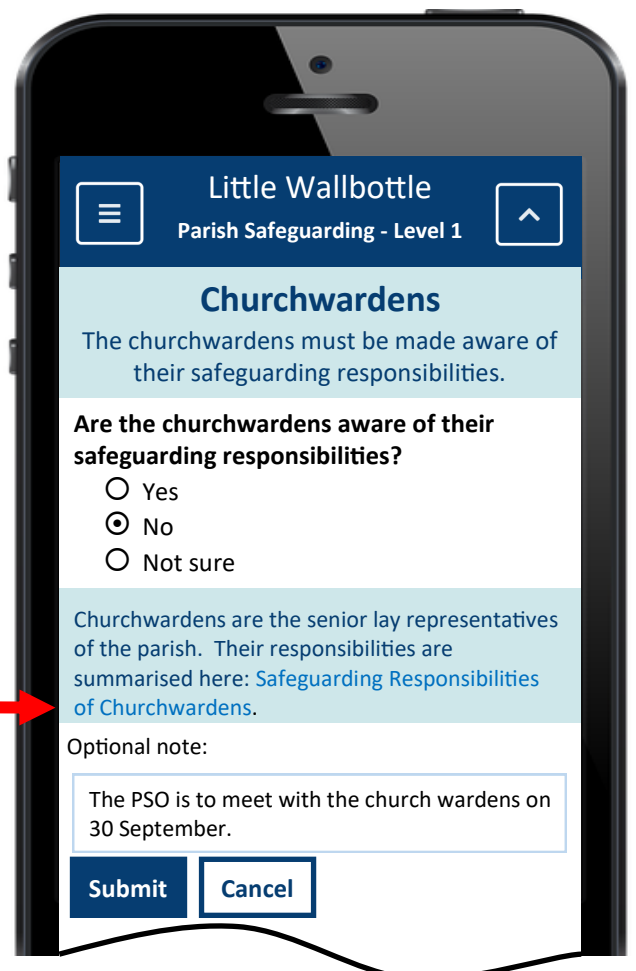 Little Wallbottle
Parish Safeguarding - Level 1
Churchwardens
The churchwardens must be made aware of
their safeguarding responsibilities.
Are the churchwardens aware of their
safeguarding responsibilities?
Yes
No
Not sure
Churchwardens are the senior lay representatives
of the parish.  Their responsibilities are
summarised here: Safeguarding Responsibilities
of Churchwardens.
Optional note:
The PSO is to meet with the church wardens on
30 September.
Submit Cancel